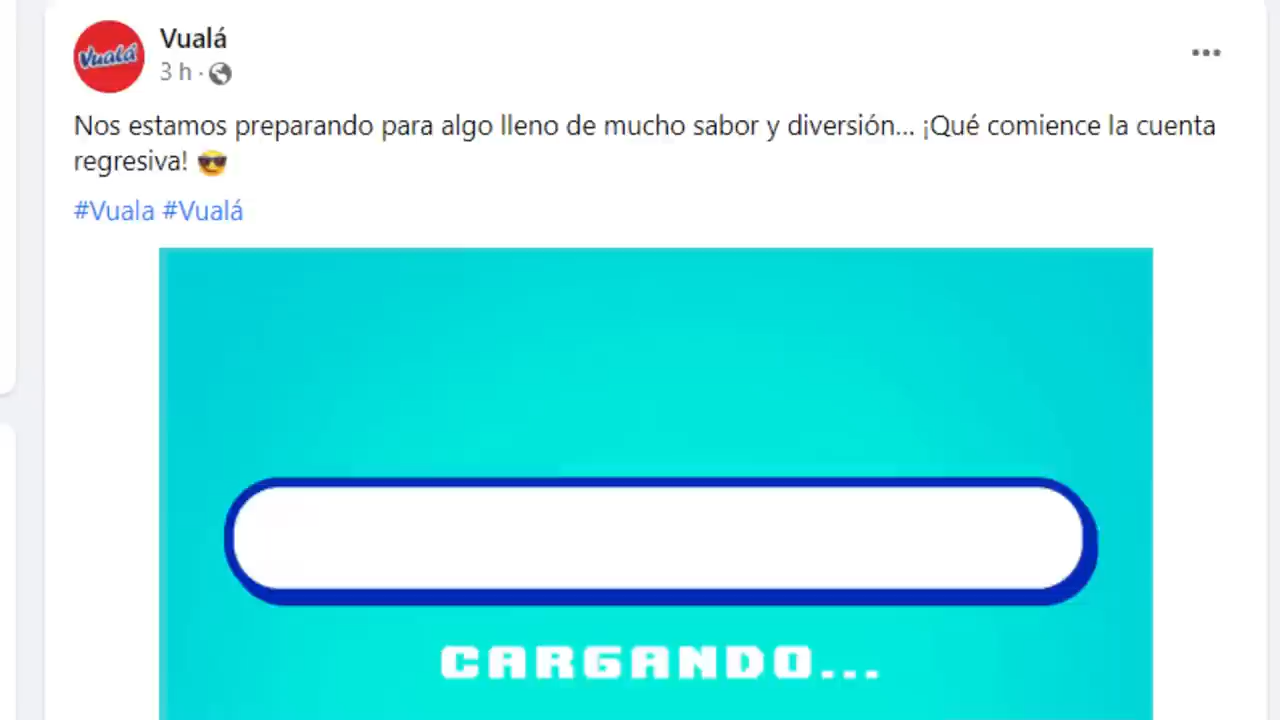 Vualá
Vualá
3 h ·
Nos estamos preparando para algo lleno de mucho sabor y diversión... ¡Qué comience la cuenta
regresiva! 😎
#Vuala #Vualá
CARGANDO...